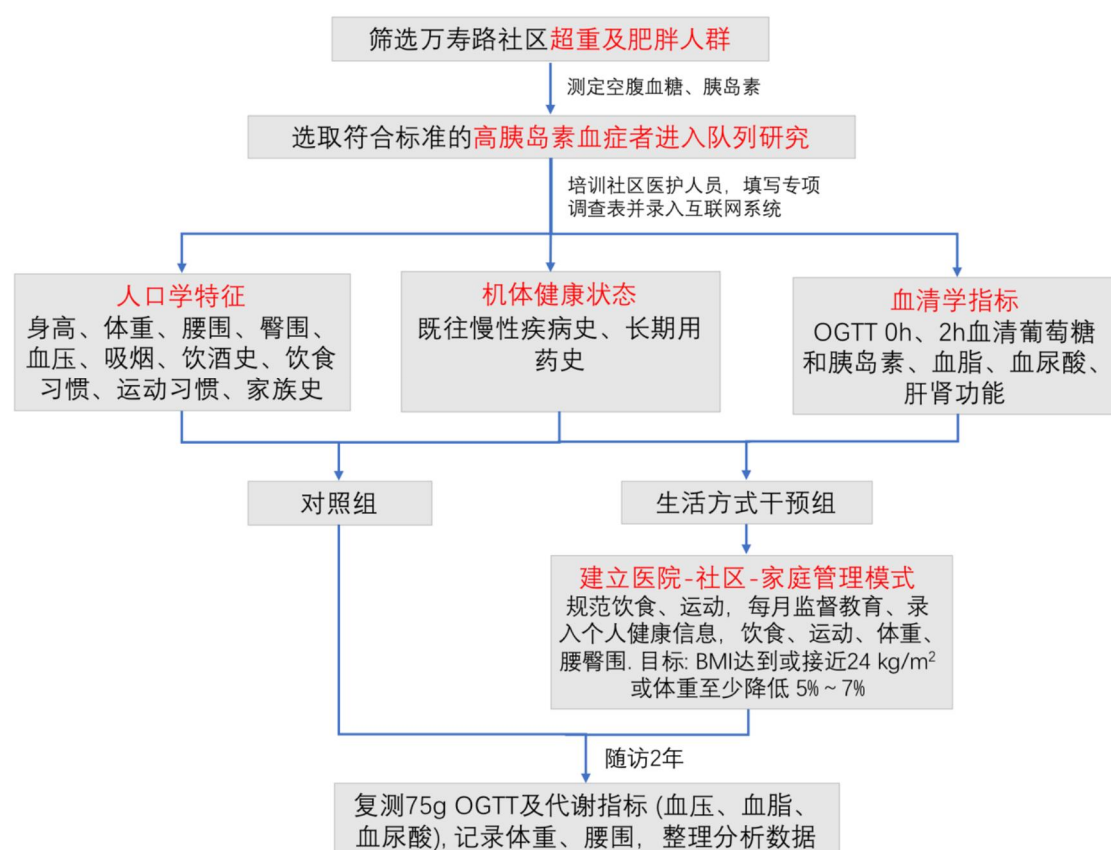 筛选万寿路社区超重及肥胖人群
测定空腹血糖、胰岛素
选取符合标准的高胰岛素血症者进入队列研究
培训社区医护人员，填写专项
调查表并录入互联网系统
人口学特征
身高、体重、腰围、臀围、
血压、吸烟、饮酒史、饮食
习惯、运动习惯、家族史
机体健康状态
既往慢性疾病史、长期用
药史
血清学指标
OGTT 0h、2h血清葡萄糖
和胰岛素、血脂、血尿酸、
肝肾功能
对照组
生活方式干预组
建立医院-社区-家庭管理模式
规范饮食、运动，每月监督教育、录
入个人健康信息，饮食、运动、体重、
腰臀围. 目标: BMI达到或接近24 kg/m²
或体重至少降低 5%～7%
随访2年
复测75g OGTT及代谢指标 (血压、血脂、
血尿酸), 记录体重、腰围，整理分析数据